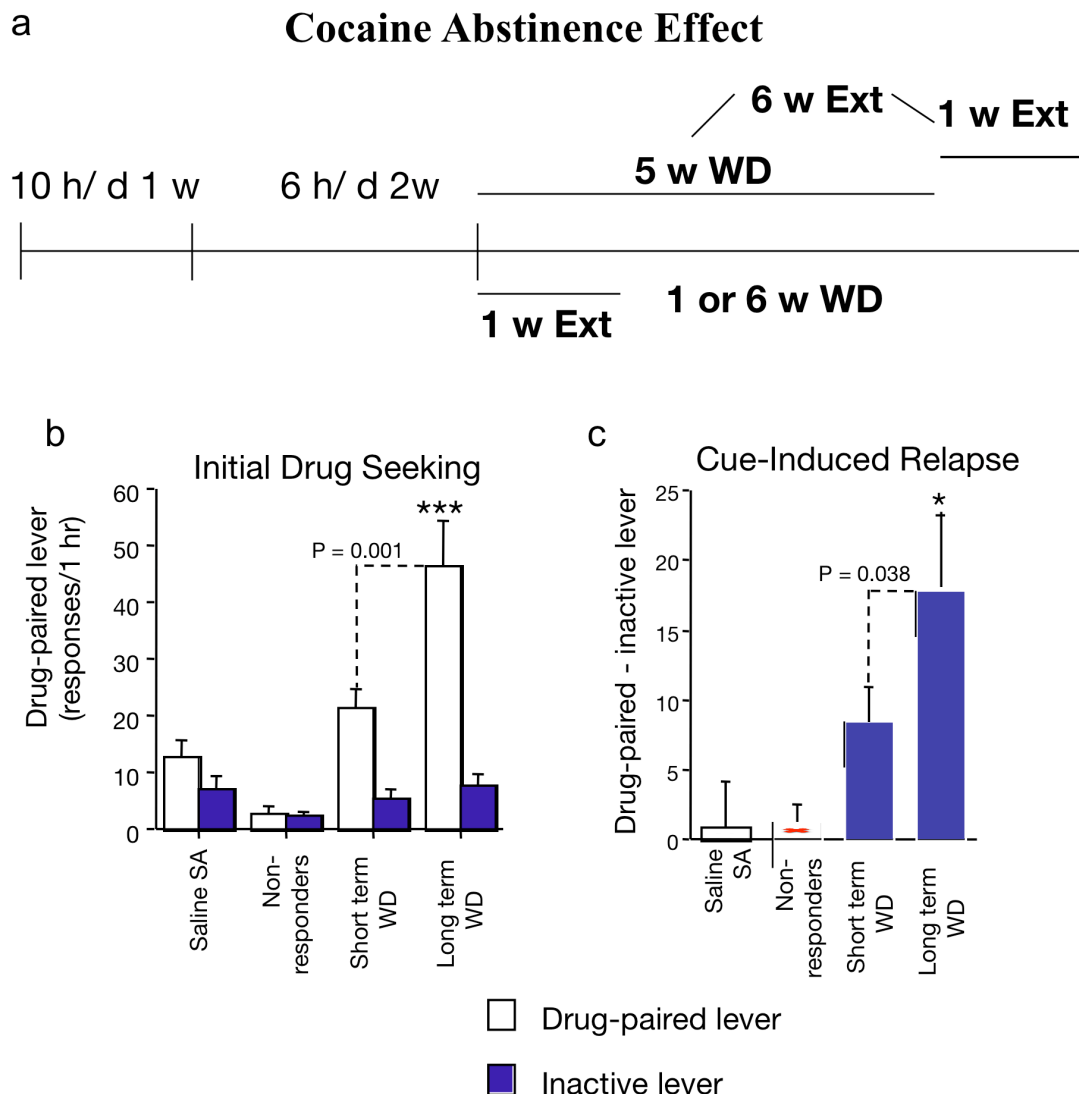 a
Cocaine Abstinence Effect
6 w Ext
1 w Ext
10 h/ d 1 w
6 h/ d 2w
5 w WD
1 or 6 w WD
1 w Ext
b
Initial Drug Seeking
Drug-paired lever
(responses/1 hr)
60
50
40
30
20
10
0
P = 0.001
***
Saline SA
Non-
responders
Short term
WD
Long term
WD
c
Cue-Induced Relapse
Drug-paired - inactive lever
25
20
15
10
5
0
P = 0.038
*
Saline
SA
Non-
responders
Short term
WD
Long term
WD
Drug-paired lever
Inactive lever